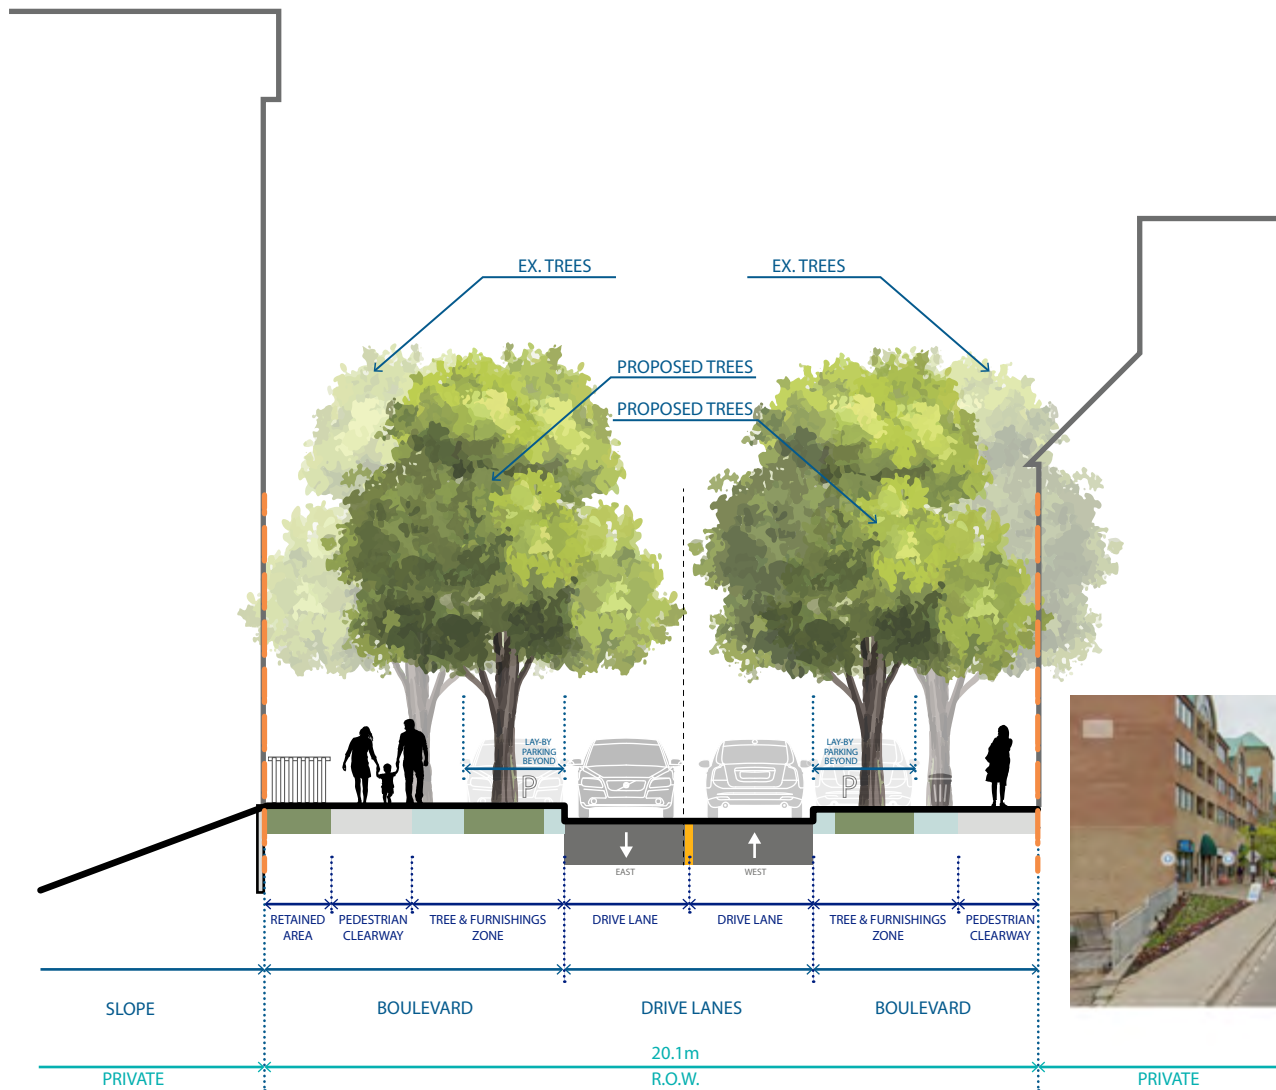 EX. TREES
EX. TREES
PROPOSED TREES
PROPOSED TREES
LAY-BY
PARKING
BEYOND
P
LAY-BY
PARKING
BEYOND
P
EAST
WEST
RETAINED
AREA
PEDESTRIAN
CLEARWAY
TREE & FURNISHINGS
ZONE
DRIVE LANE
DRIVE LANE
TREE & FURNISHINGS
ZONE
PEDESTRIAN
CLEARWAY
SLOPE
BOULEVARD
DRIVE LANES
BOULEVARD
20.1m
PRIVATE
R.O.W.
PRIVATE